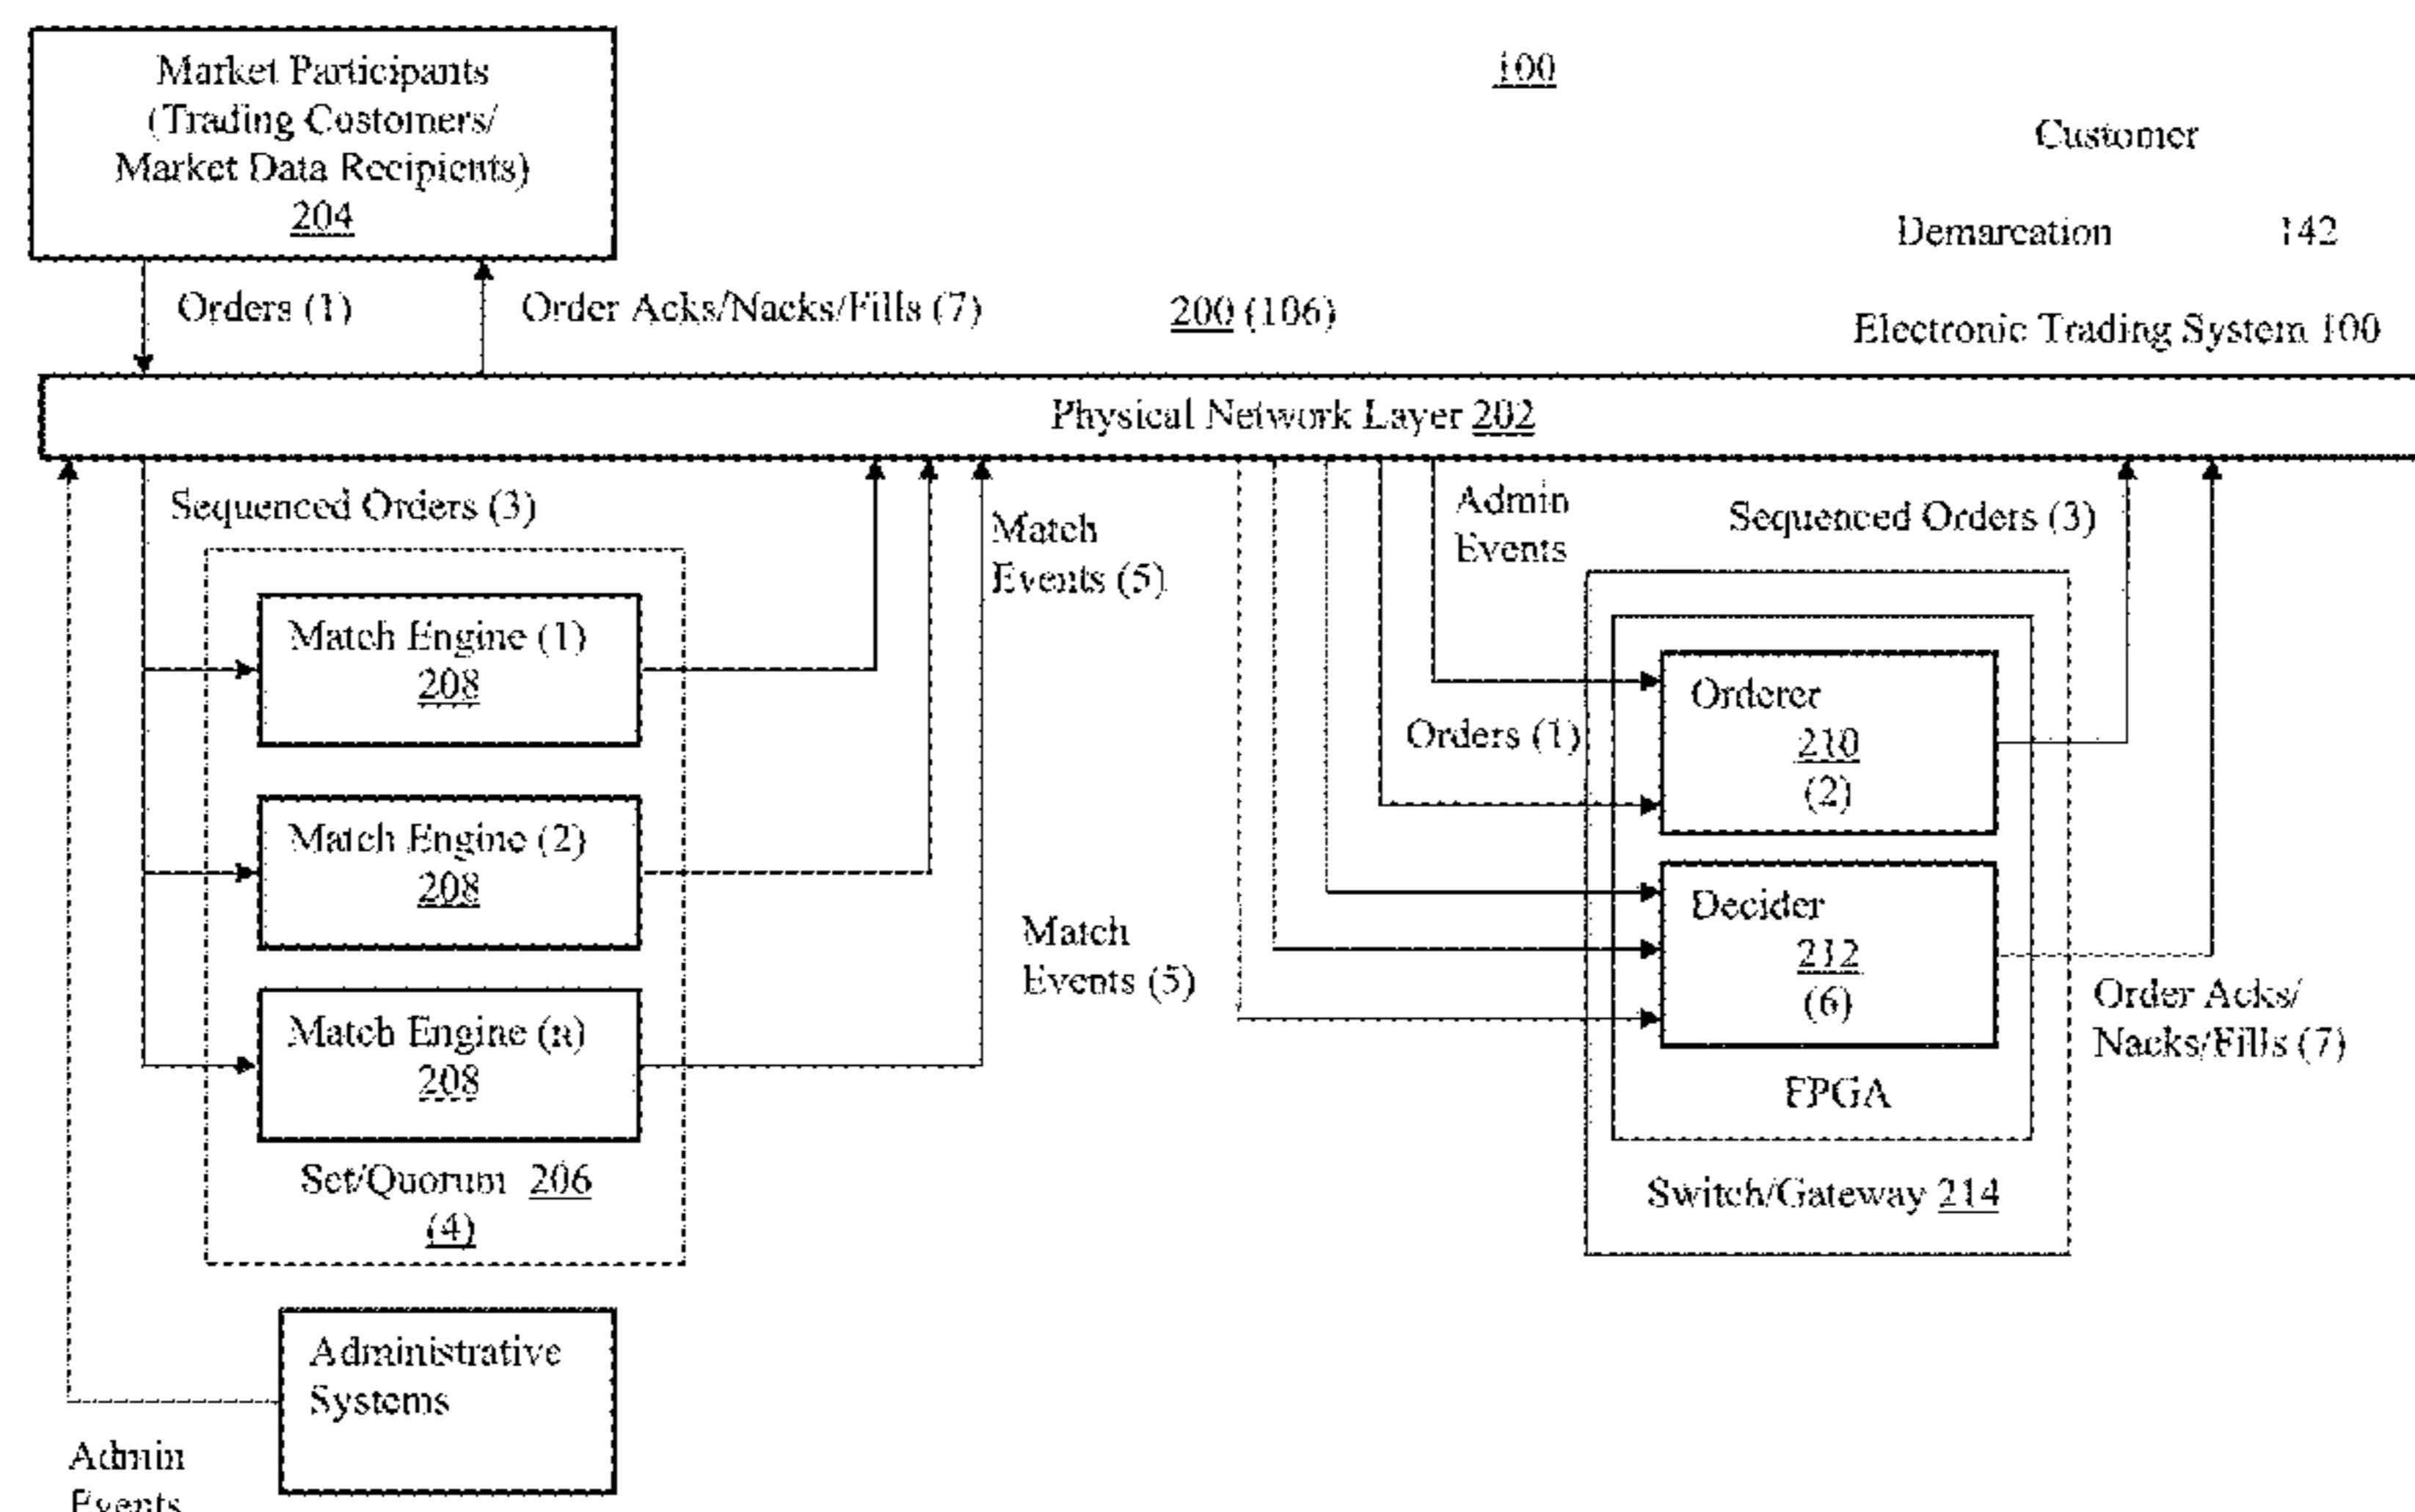 Market Participants
(Trading Customers/
Market Data Recipients)
204
100
Customer
Demarcation 142
Orders (1)
Order Acks/Nacks/Fills (7)
200 (106)
Electronic Trading System 100
Physical Network Layer 202
Sequenced Orders (3)
Match
Events (5)
Admin
Events
Sequenced Orders (3)
Match Engine (1)
208
Match Engine (2)
208
Match Engine (n)
208
Set/Quorum 206
(4)
Orders (1)
Orderer
210
(2)
Match
Events (5)
Decider
212
(6)
FPGA
Switch/Gateway 214
Order Acks/
Nacks/Fills (7)
Administrative
Systems
Admin
Events